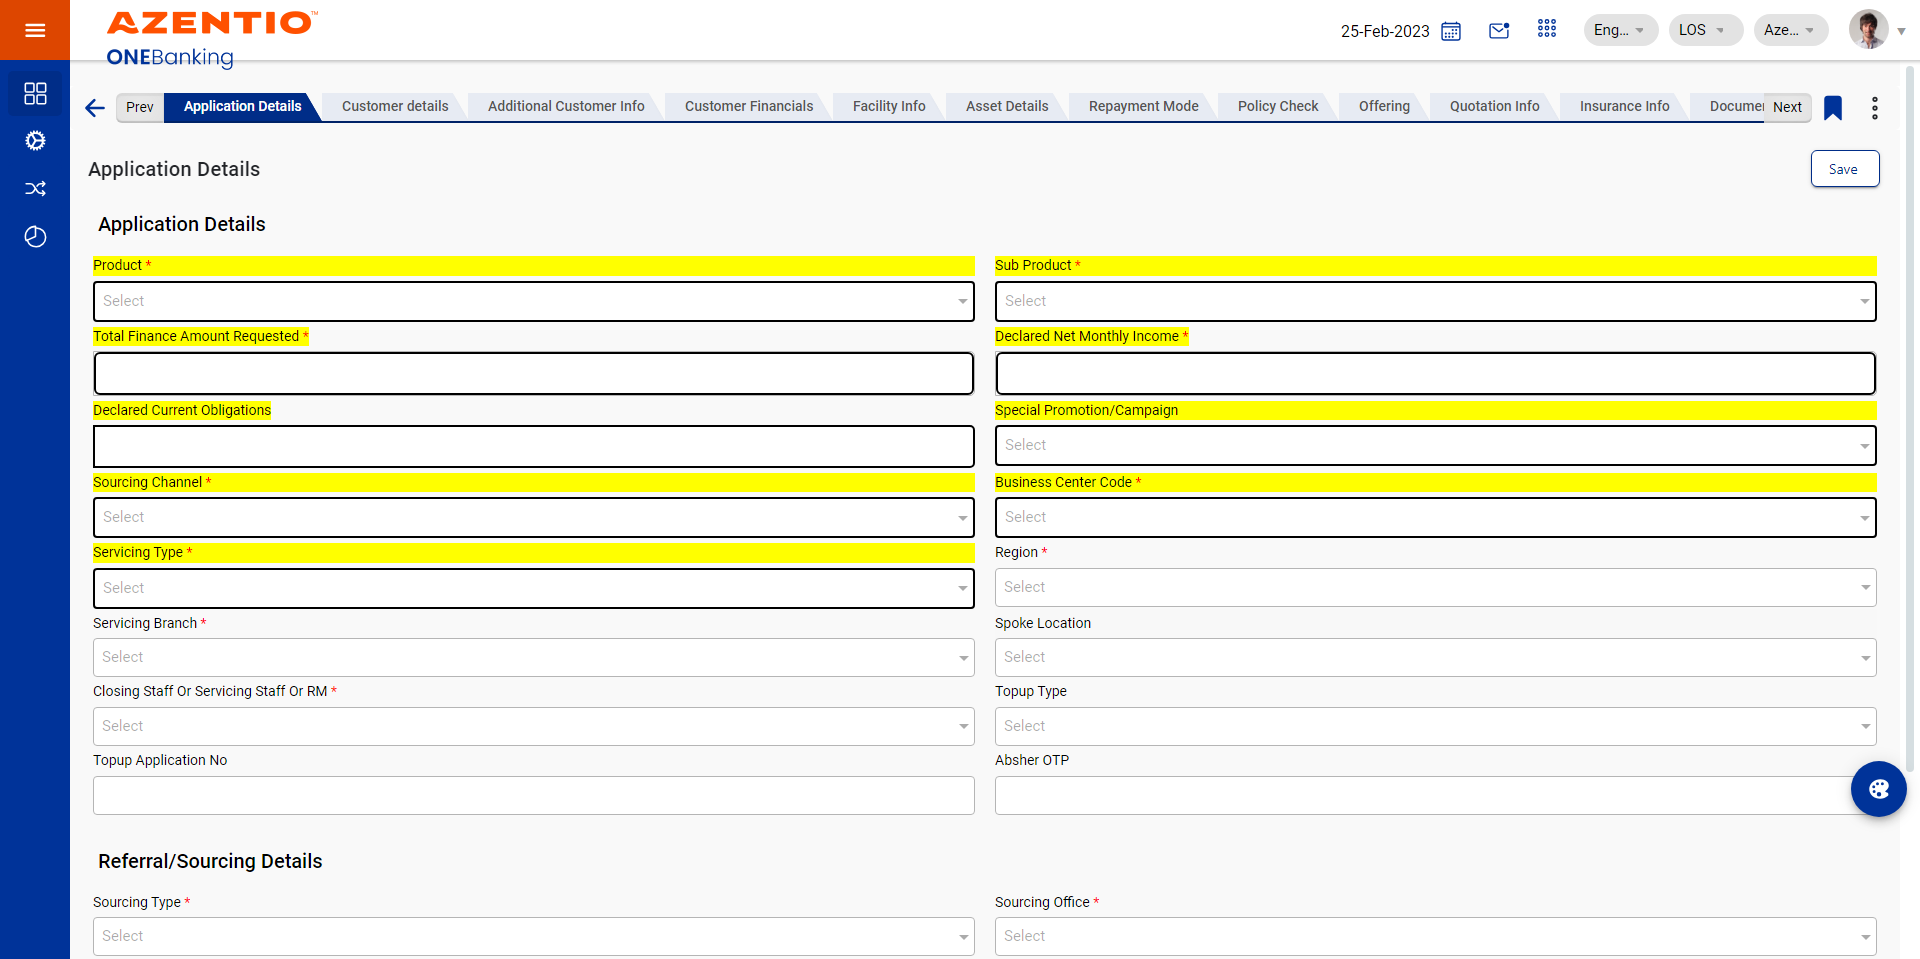 AZENTIO™
ONEBanking
25-Feb-2023
Eng...
LOS
Aze...
Prev
Application Details
Customer details
Additional Customer Info
Customer Financials
Facility Info
Asset Details
Repayment Mode
Policy Check
Offering
Quotation Info
Insurance Info
Documen
Next
Application Details
Save
Application Details
Product *
Sub Product *
Select
Select
Total Finance Amount Requested *
Declared Net Monthly Income *
Declared Current Obligations
Special Promotion/Campaign
Select
Sourcing Channel *
Business Center Code *
Select
Select
Servicing Type *
Region *
Select
Select
Servicing Branch *
Spoke Location
Select
Select
Closing Staff Or Servicing Staff Or RM *
Topup Type
Select
Select
Topup Application No
Absher OTP
Referral/Sourcing Details
Sourcing Type *
Sourcing Office *
Select
Select